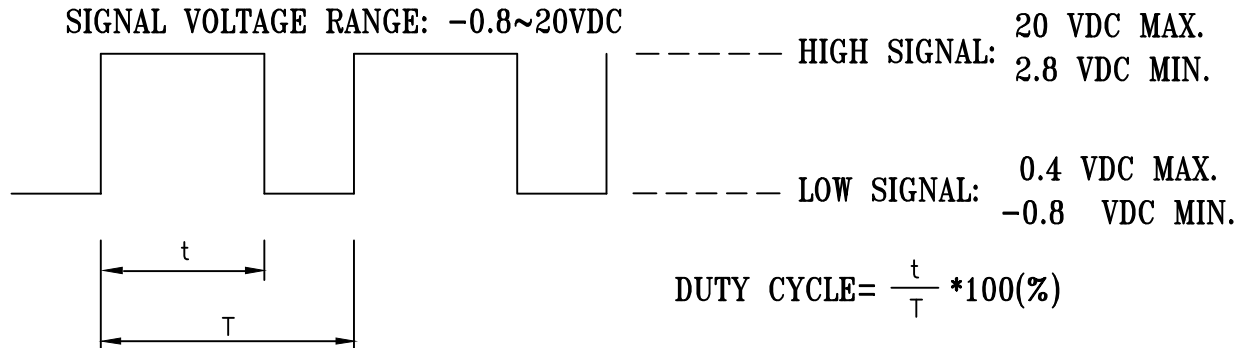 SIGNAL VOLTAGE RANGE: -0.8~20VDC
HIGH SIGNAL: 20 VDC MAX.
2.8 VDC MIN.
LOW SIGNAL: 0.4 VDC MAX.
-0.8 VDC MIN.
t
T
DUTY CYCLE= t/T *100(%)